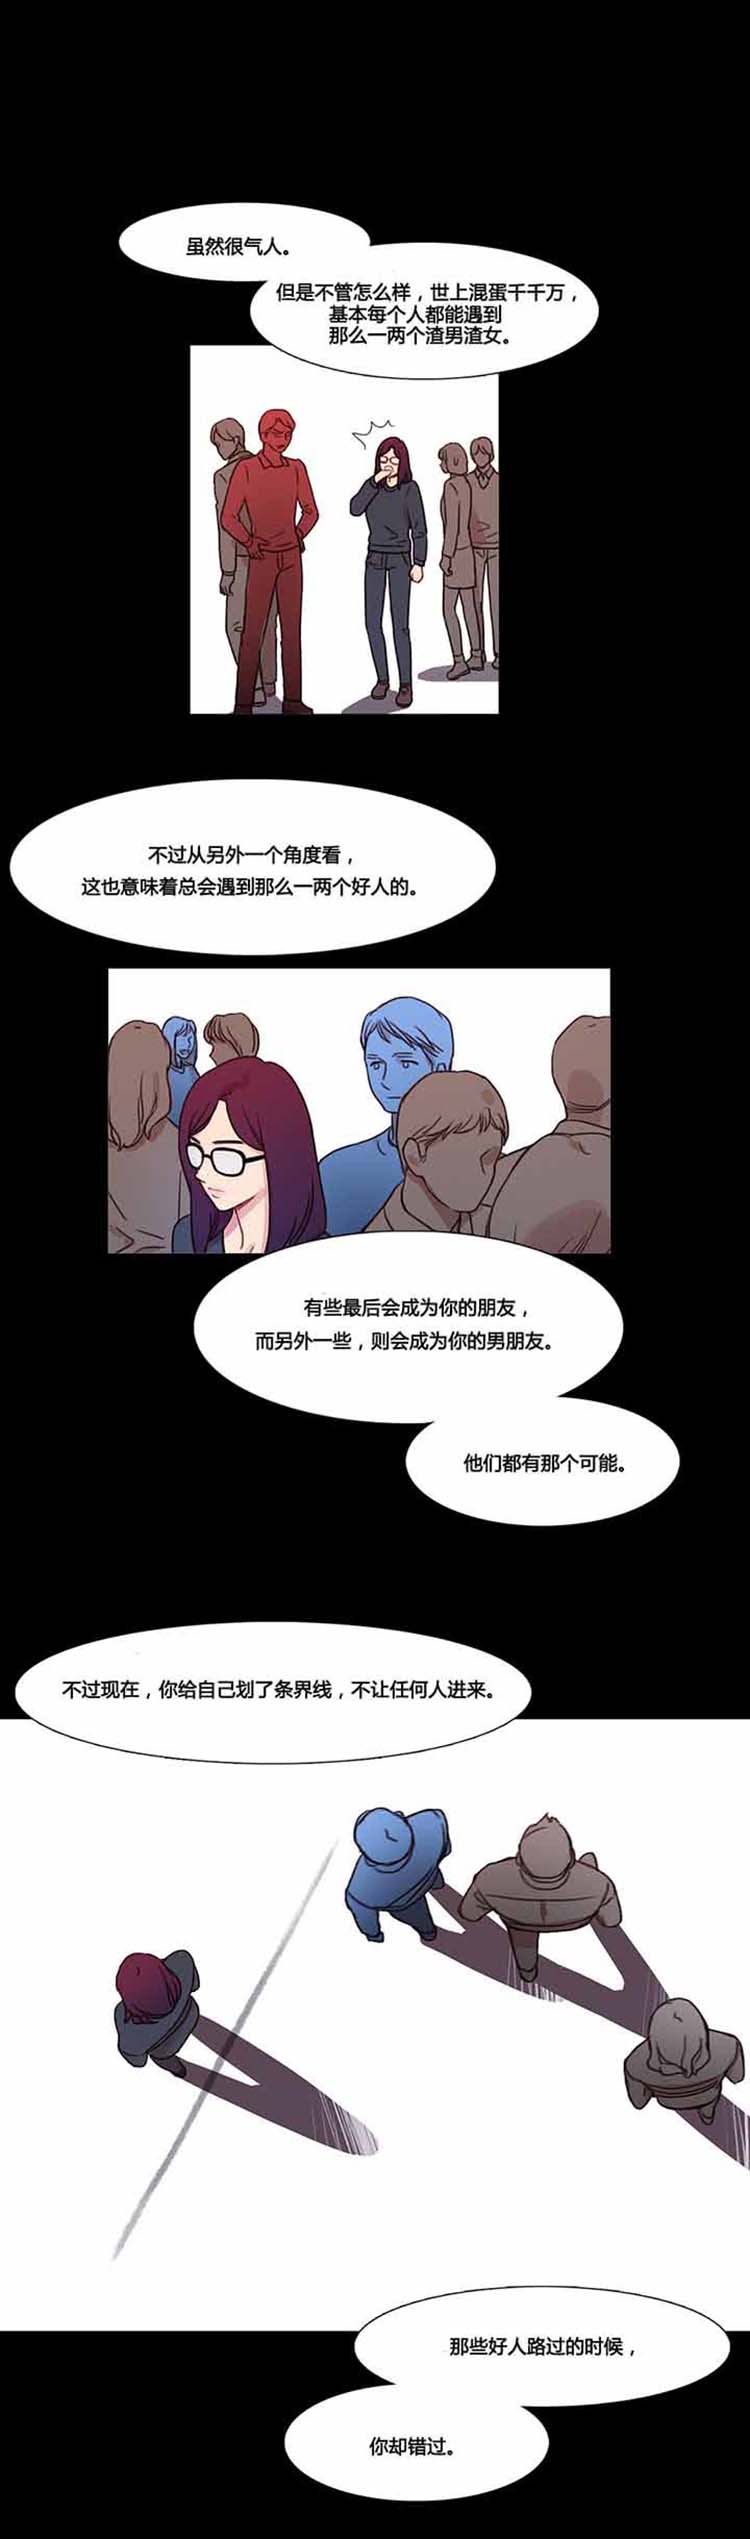 虽然很气人。
但是不管怎么样，世上混蛋千千万，
基本每个人都能遇到
那么一两个渣男渣女。
不过从另外一个角度看，
这也意味着总会遇到那么一两个好人的。
有些最后会成为你的朋友，
而另外一些，则会成为你的男朋友。
他们都有那个可能。
不过现在，你给自己划了条界线，不让任何人进来。
那些好人路过的时候，
你却错过。